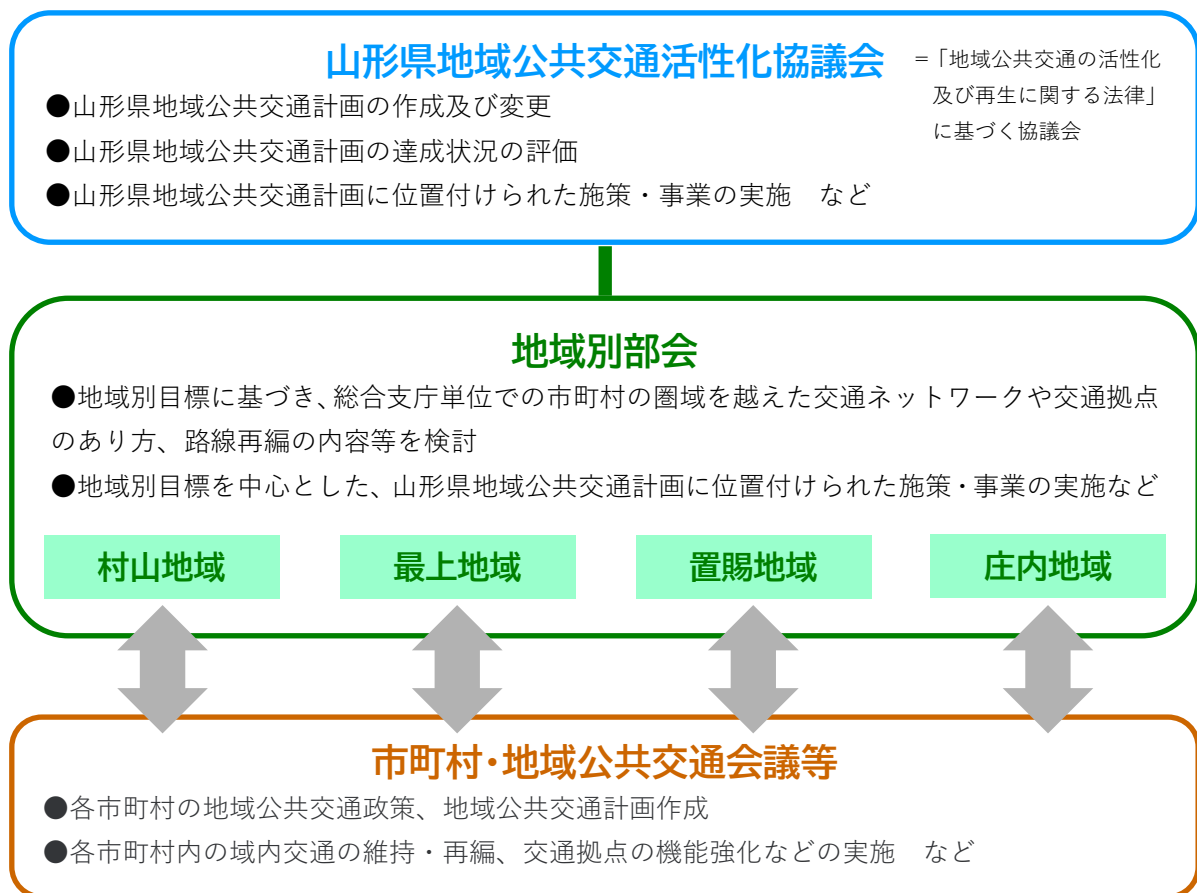 山形県地域公共交通活性化協議会
=「地域公共交通の活性化
及び再生に関する法律」
に基づく協議会
●山形県地域公共交通計画の作成及び変更
●山形県地域公共交通計画の達成状況の評価
●山形県地域公共交通計画に位置付けられた施策・事業の実施　など
地域別部会
●地域別目標に基づき、総合支庁単位での市町村の圏域を越えた交通ネットワークや交通拠点
のあり方、路線再編の内容等を検討
●地域別目標を中心とした、山形県地域公共交通計画に位置付けられた施策・事業の実施など
村山地域
最上地域
置賜地域
庄内地域
市町村・地域公共交通会議等
●各市町村の地域公共交通政策、地域公共交通計画作成
●各市町村内の域内交通の維持・再編、交通拠点の機能強化などの実施　など